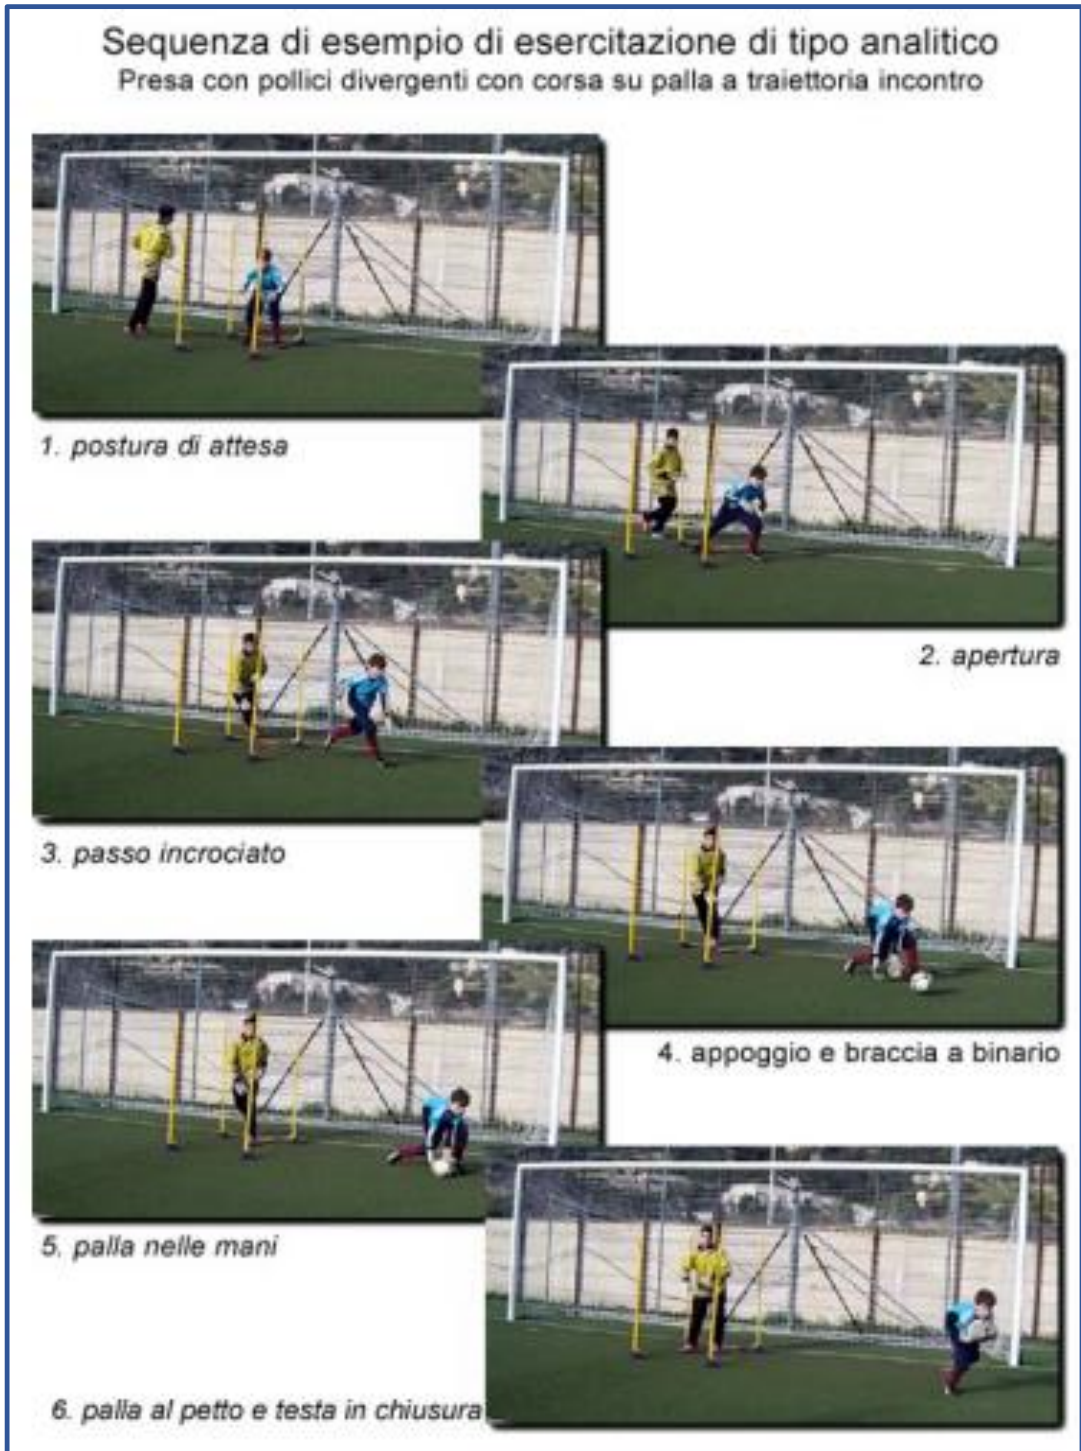 Sequenza di esempio di esercitazione di tipo analitico
Presa con pollici divergenti con corsa su palla a traiettoria incontro
1. postura di attesa
2. apertura
3. passo incrociato
4. appoggio e braccia a binario
5. palla nelle mani
6. palla al petto e testa in chiusura